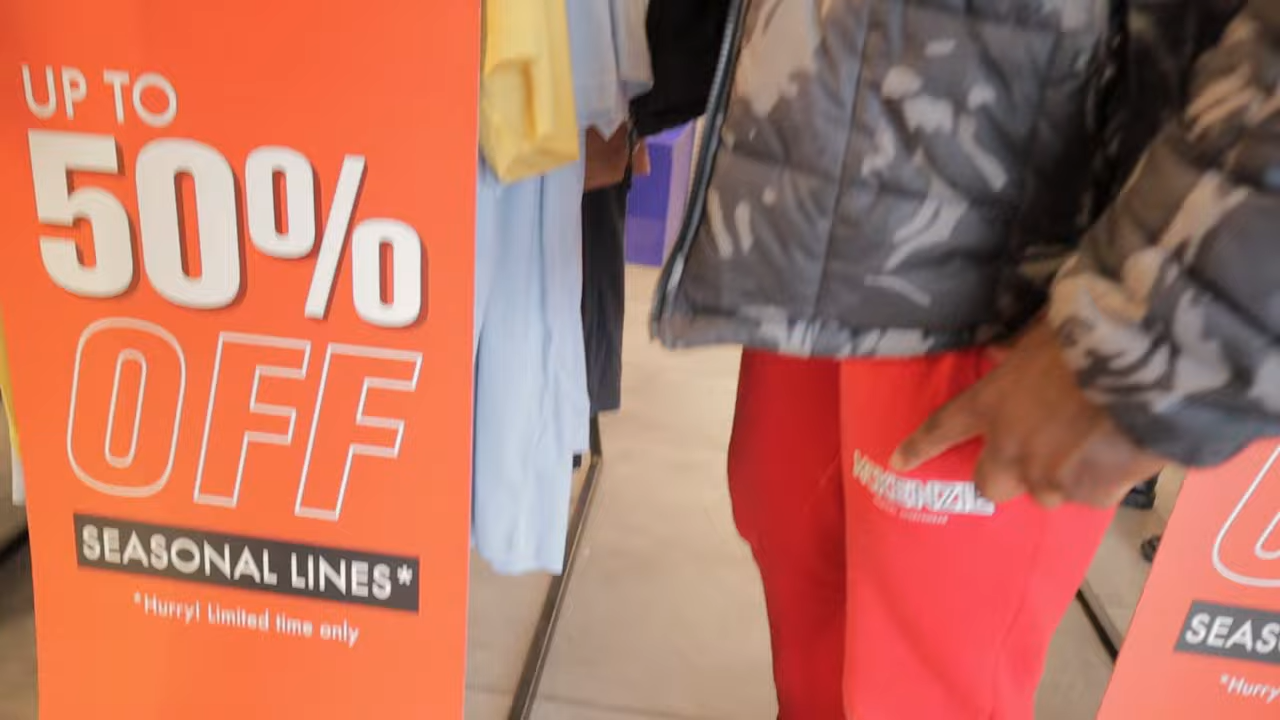 UP TO
50%
OFF
SEASONAL LINES*
*Hurry! Limited time only
SEAS
*Hurry